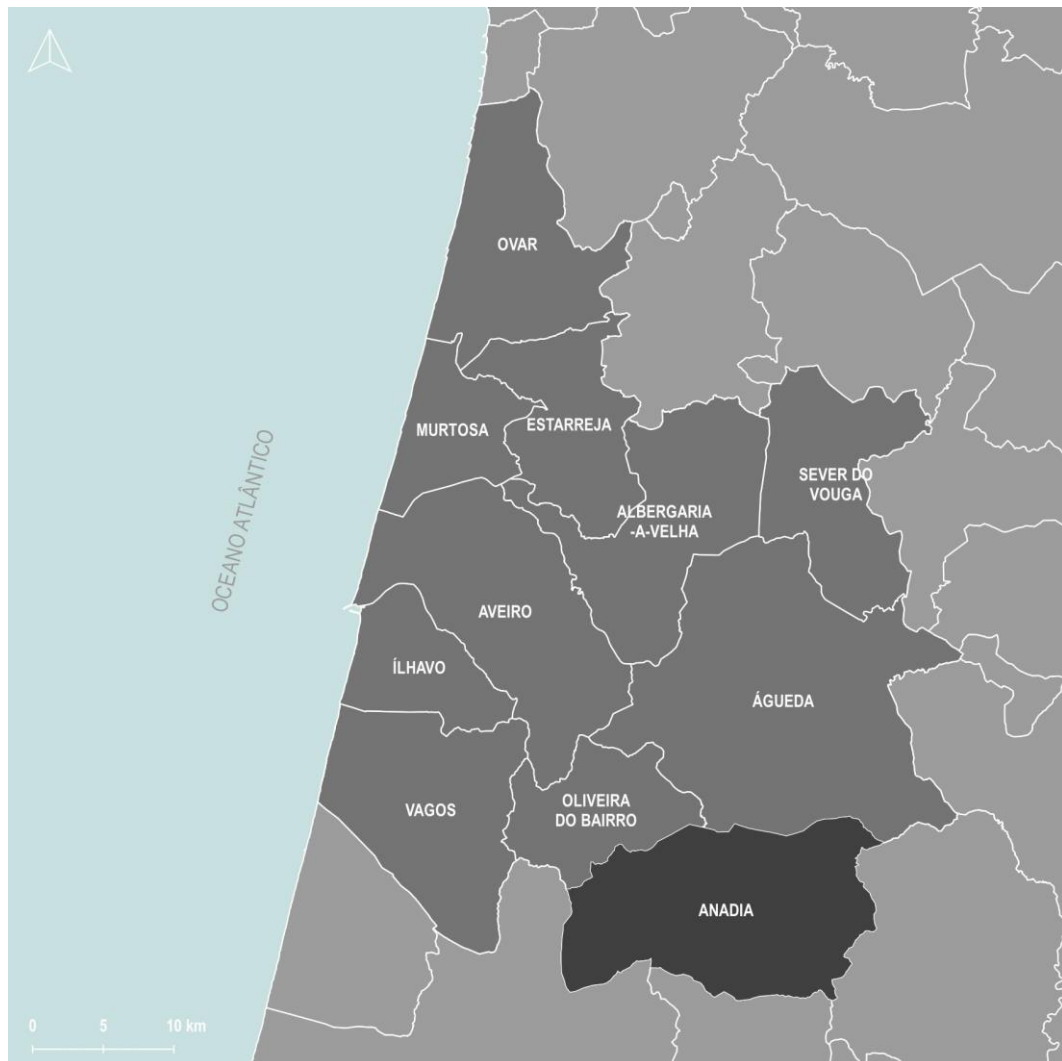 OVAR
MURTOSA
ESTARREJA
SEVER DO
VOUGA
ALBERGARIA
-A-VELHA
OCEANO ATLÂNTICO
AVEIRO
ÍLHAVO
ÁGUEDA
VAGOS
OLIVEIRA
DO BAIRRO
ANADIA
0 5 10 km